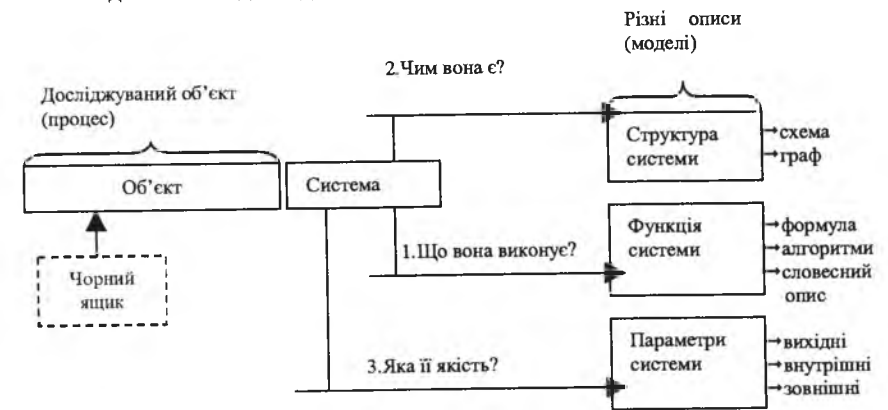 Різні описи
(моделі)
2.Чим вона є?
Досліджуваний об’єкт
(процес)
Структура
системи
схема
граф
Об’єкт
Система
1.Що вона виконує?
Функція
системи
формула
алгоритми
словесний
опис
Чорний
ящик
3.Яка її якість?
Параметри
системи
вихідні
внутрішні
зовнішні